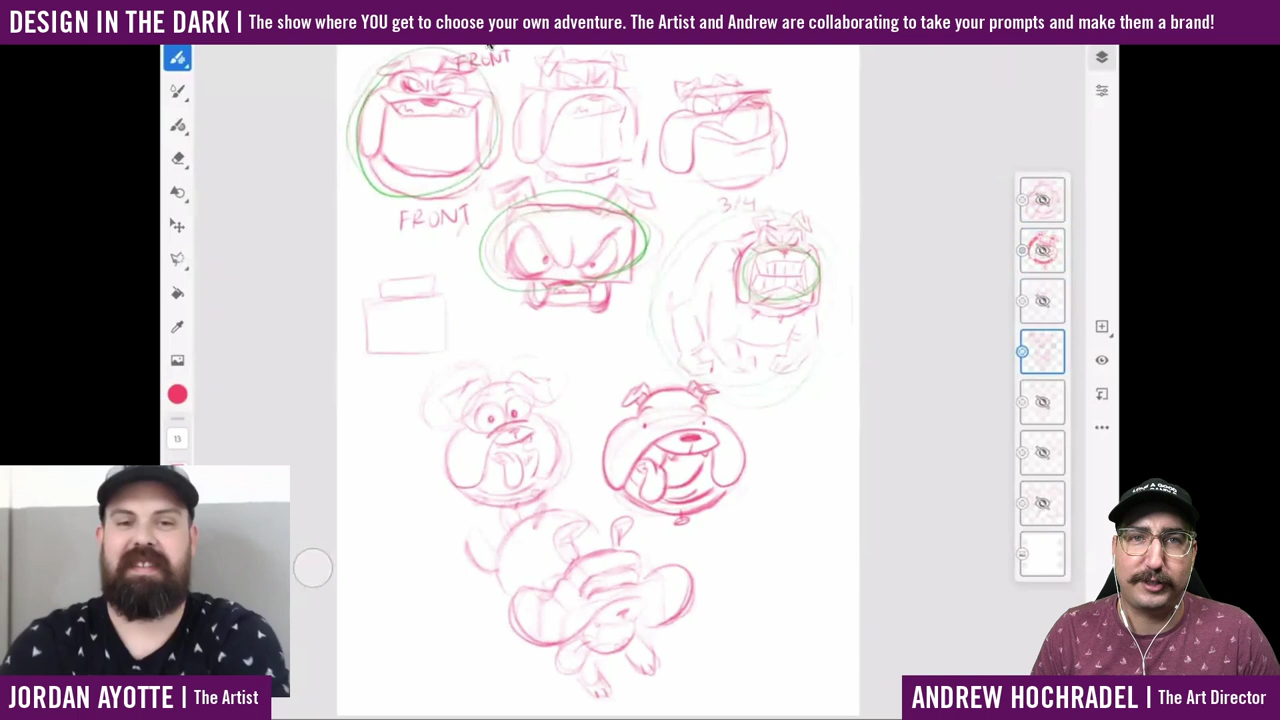 DESIGN IN THE DARK | The show where YOU get to choose your own adventure. The Artist and Andrew are collaborating to take your prompts and make them a brand!
FRONT
FRONT
3/4
13
JORDAN AYOTTE | The Artist
ANDREW HOCHRADEL | The Art Director